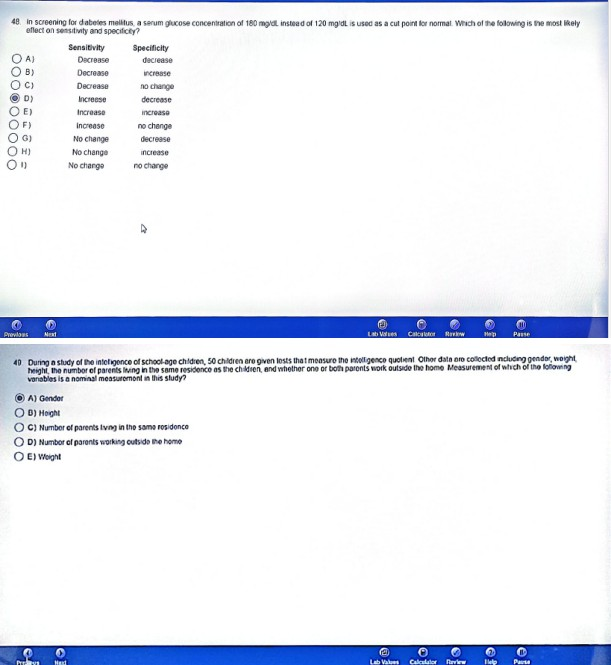 48. In screening for diabetes mellitus, a serum glucose concentration of 180 mg/dL instead of 120 mg/dL is used as a cut point for normal. Which of the following is the most likely
effect on sensitivity and specificity?
Sensitivity Specificity
A) Decrease decrease
B) Decrease increase
C) Decrease no change
D) Increase decrease
E) Increase increase
F) Increase no change
G) No change decrease
H) No change increase
I) No change no change
Previous Next Lab Values Calculator Review Help Pause
49. During a study of the intelligence of school-age children, 50 children are given tests that measure the intelligence quotient. Other data are collected including gender, weight,
height, the number of parents living in the same residence as the children, and whether one or both parents work outside the home. Measurement of which of the following
variables is a nominal measurement in this study?
A) Gender
B) Height
C) Number of parents living in the same residence
D) Number of parents working outside the home
E) Weight
Previous Next Lab Values Calculator Review Help Pause